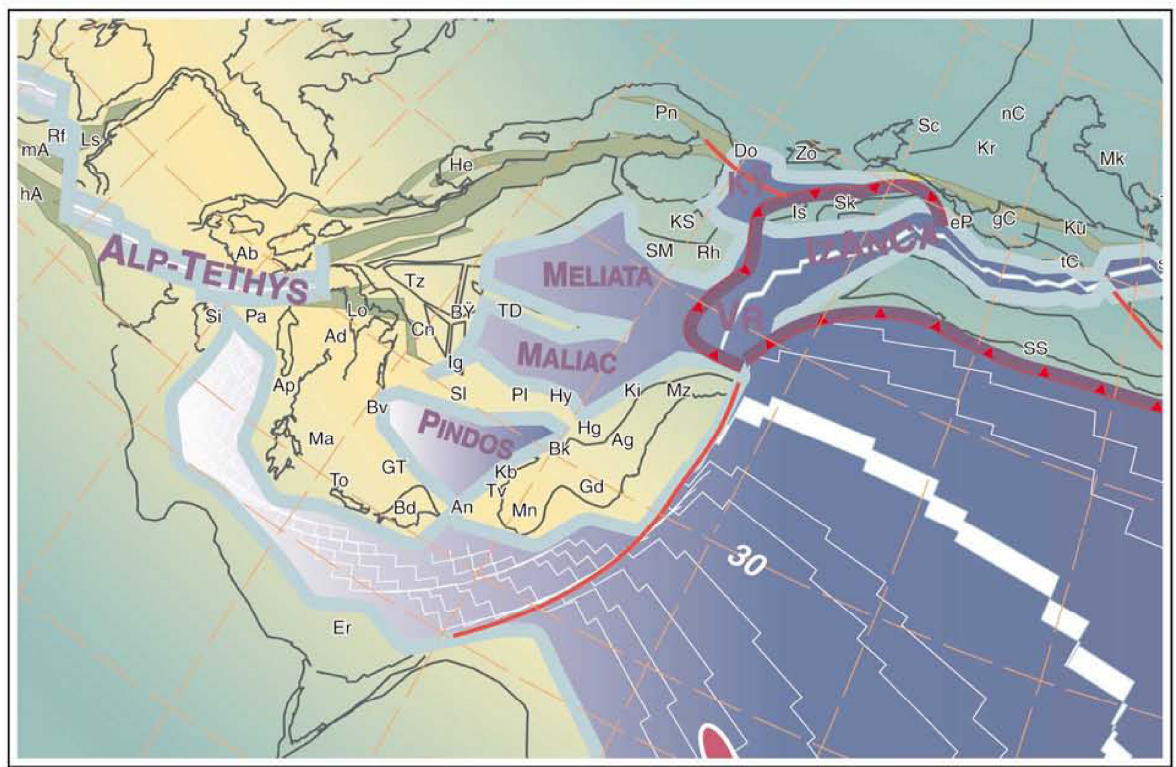 Pn
Sc
nC
Do
Zo
Kr
Mk
Rf
Ls
mA
He
KT
hA
Is
Sk
KS
eP
gC
Kü
SM
Rh
IZANCA
tC
Ab
ALP-TETHYS
MELIATA
Tz
Si
Pa
Lo
BY
TD
VR
Ad
Cn
SS
Ig
MALIAC
Ap
Sl
Pl
Hy
Ki
Mz
Bv
PINDOS
Hg
Ma
Bk
Ag
GT
Kb
To
Tv
Gd
Bd
An
Mn
30
Er